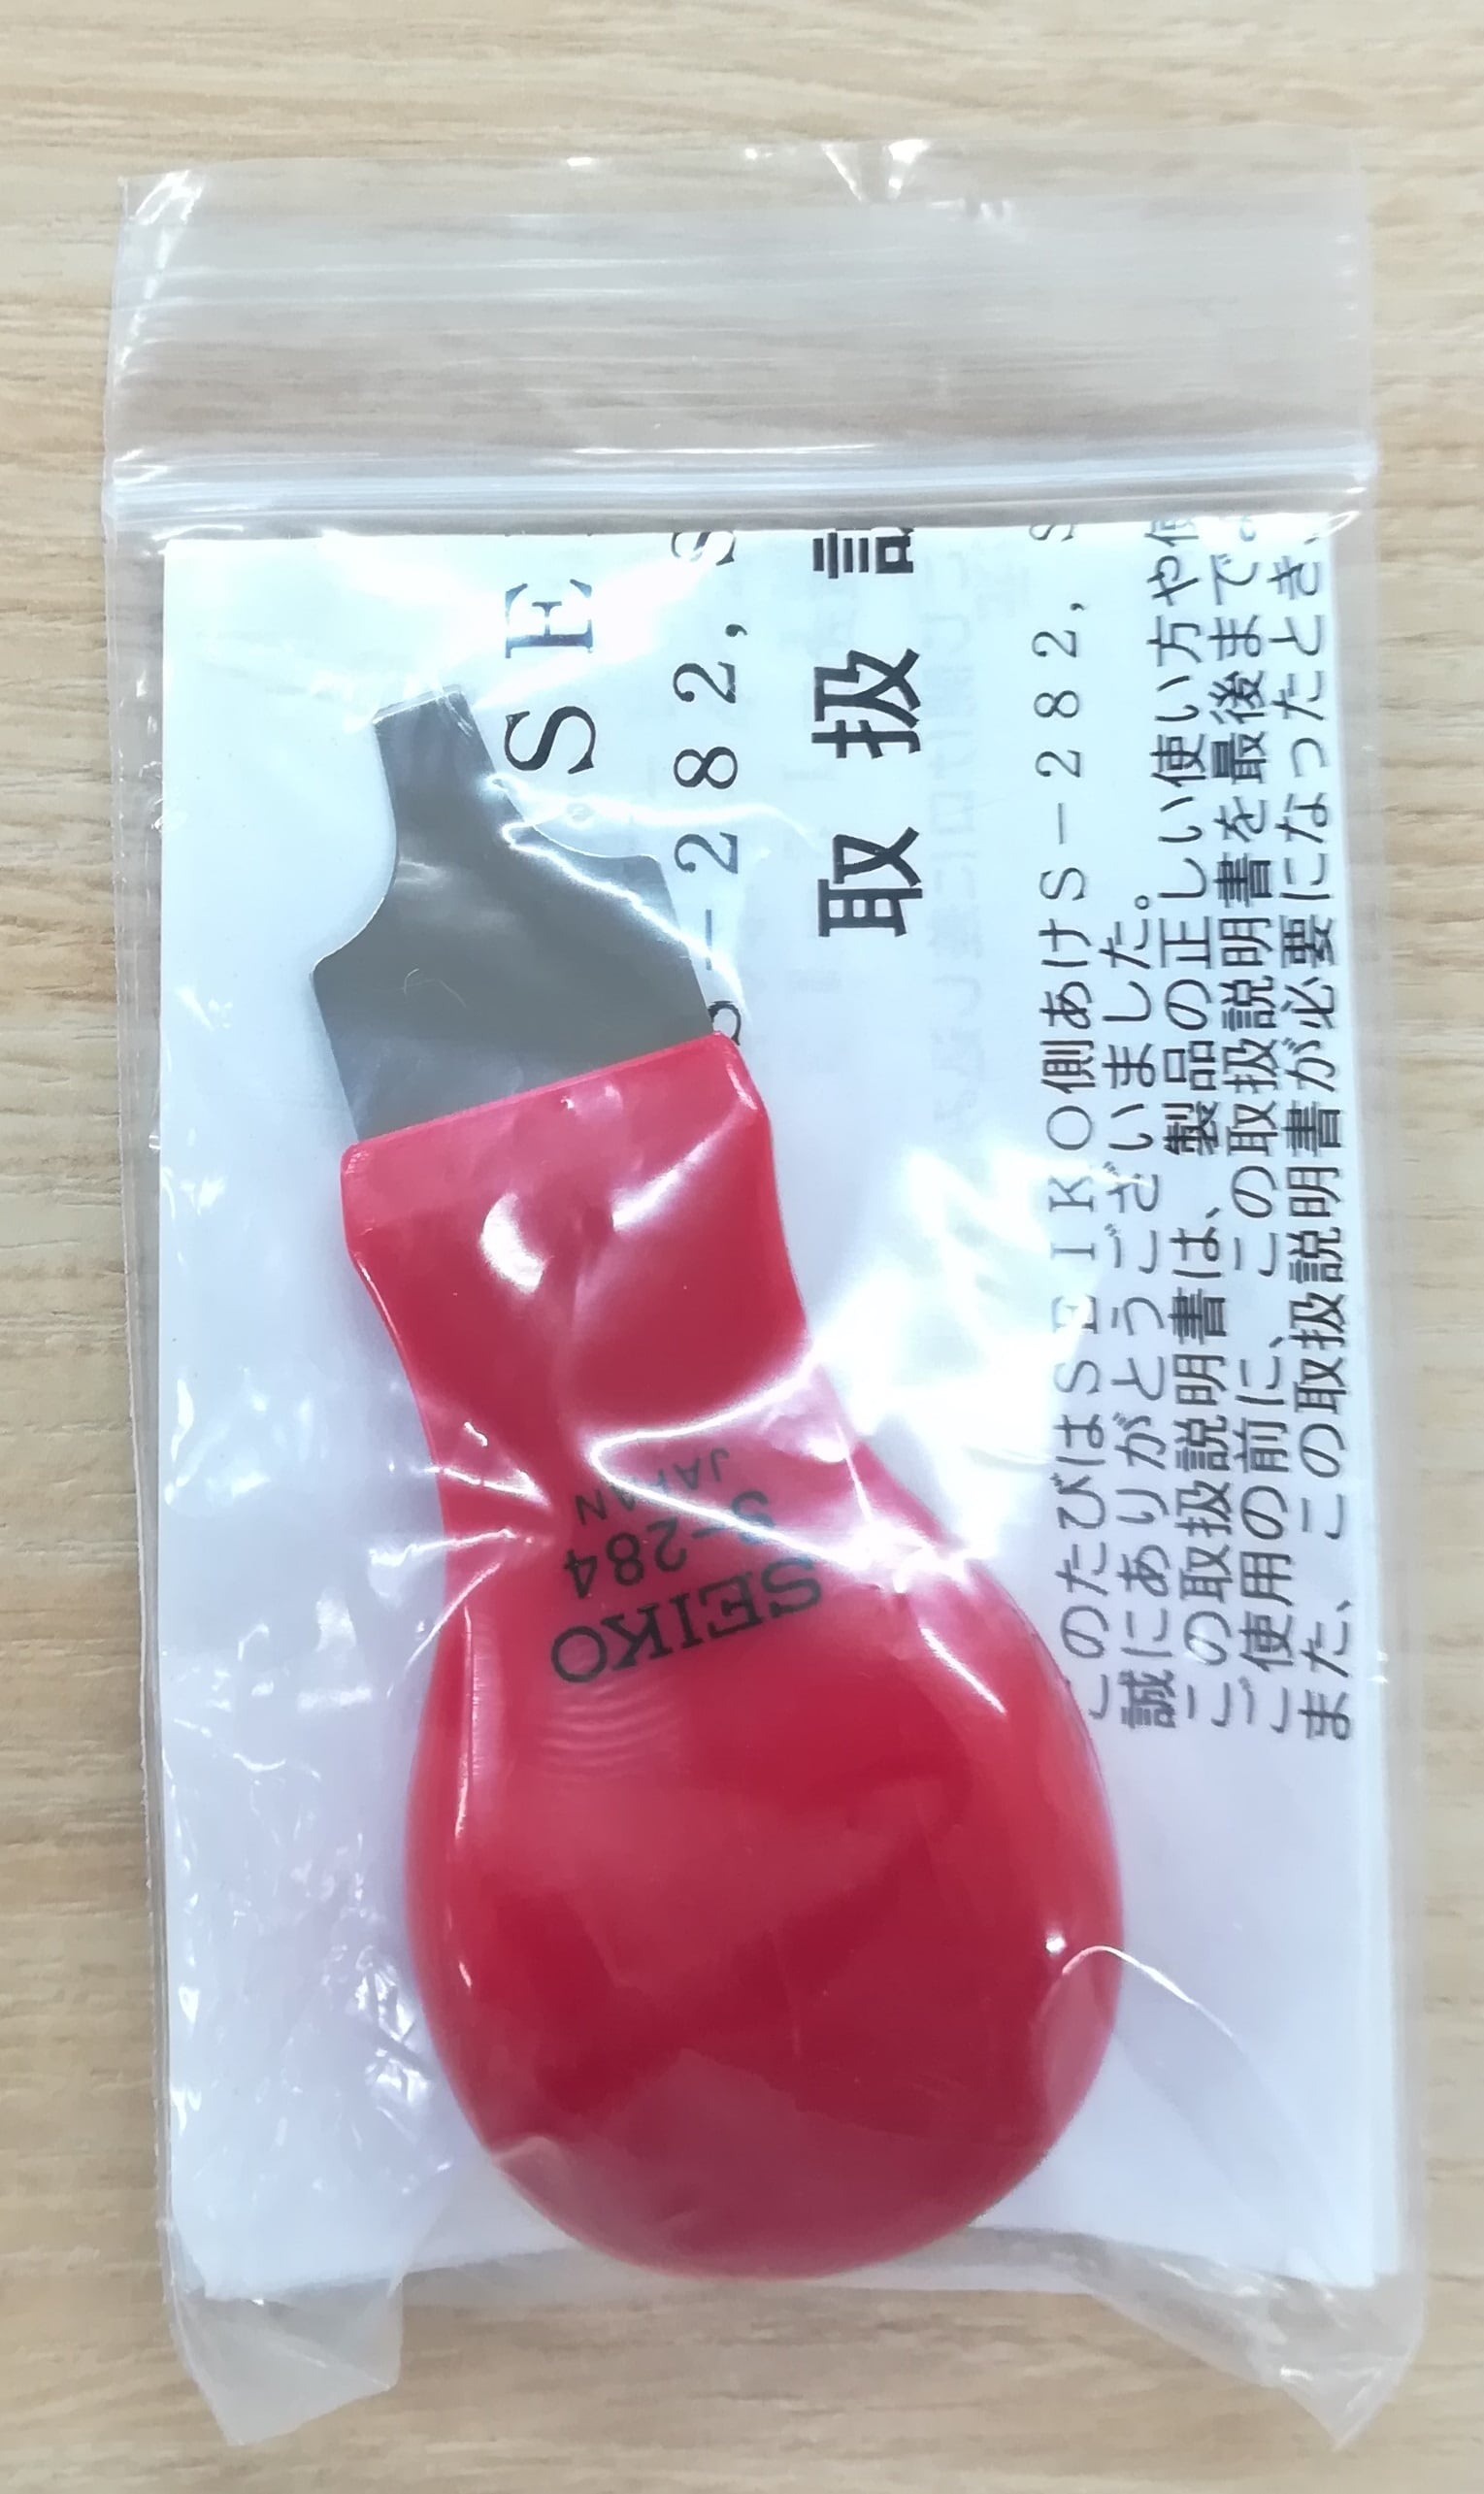 SE
S-282, S
取扱説
このたびはSEIKO側あけS-282, S
誠にありがとうございました。
この取扱説明書は、製品の正しい使い方や使
ご使用の前に、この取扱説明書を最後まで
また、この取扱説明書が必要になったとき、
SEIKO
S-284
JAPAN